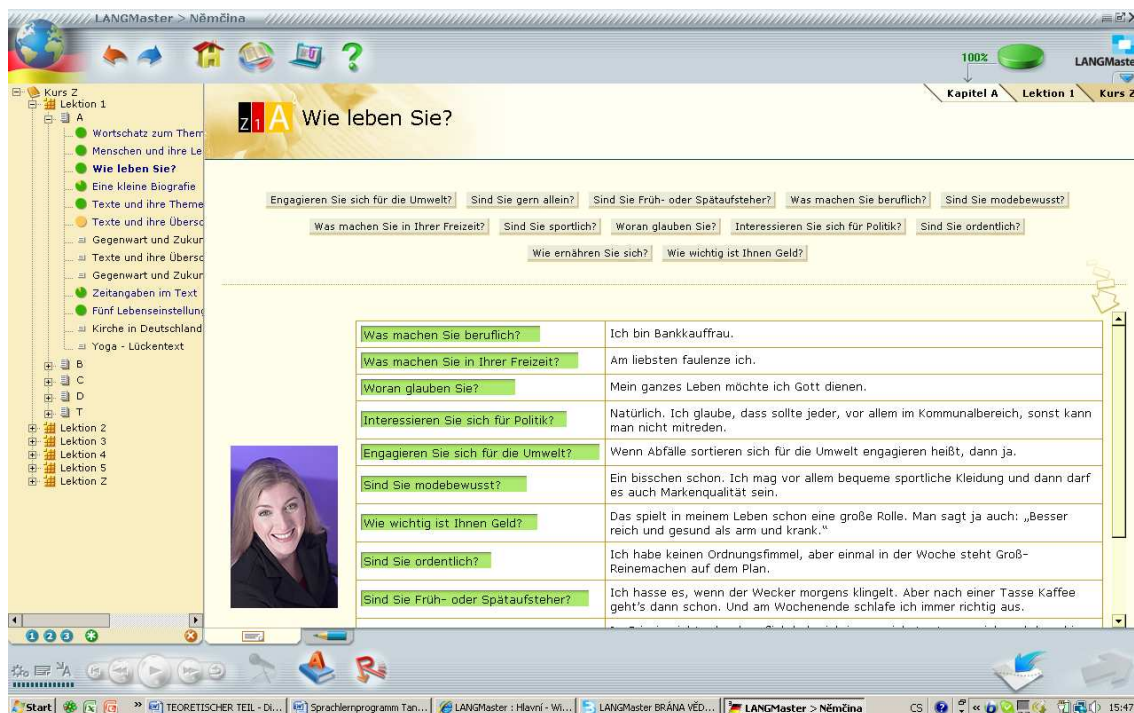 LANGMaster > Němčina
100%
LANGMaste
Kapitel A Lektion 1 Kurs Z
Kurs Z
Lektion 1
A
Wortschatz zum Them
Menschen und ihre Le
Wie leben Sie?
Eine kleine Biografie
Texte und ihre Theme
Texte und ihre Übersc
Gegenwart und Zukur
Texte und ihre Übersc
Gegenwart und Zukur
Zeitangaben im Text
Fünf Lebenseinstellun
Kirche in Deutschland
Yoga - Lückentext
B
C
D
T
Lektion 2
Lektion 3
Lektion 4
Lektion 5
Lektion Z
Z 1 A Wie leben Sie?
Engagieren Sie sich für die Umwelt? Sind Sie gern allein? Sind Sie Früh- oder Spätaufsteher? Was machen Sie beruflich? Sind Sie modebewusst?
Was machen Sie in Ihrer Freizeit? Sind Sie sportlich? Woran glauben Sie? Interessieren Sie sich für Politik? Sind Sie ordentlich?
Wie ernähren Sie sich? Wie wichtig ist Ihnen Geld?
Was machen Sie beruflich? Ich bin Bankkauffrau.
Was machen Sie in Ihrer Freizeit? Am liebsten faulenze ich.
Woran glauben Sie? Mein ganzes Leben möchte ich Gott dienen.
Interessieren Sie sich für Politik? Natürlich. Ich glaube, dass sollte jeder, vor allem im Kommunalbereich, sonst kann
man nicht mitreden.
Engagieren Sie sich für die Umwelt? Wenn Abfälle sortieren sich für die Umwelt engagieren heißt, dann ja.
Sind Sie modebewusst? Ein bisschen schon. Ich mag vor allem bequeme sportliche Kleidung und dann darf
es auch Markenqualität sein.
Wie wichtig ist Ihnen Geld? Das spielt in meinem Leben schon eine große Rolle. Man sagt ja auch: „Besser
reich und gesund als arm und krank.“
Sind Sie ordentlich? Ich habe keinen Ordnungsfimmel, aber einmal in der Woche steht Groß-
Reinemachen auf dem Plan.
Sind Sie Früh- oder Spätaufsteher? Ich hasse es, wenn der Wecker morgens klingelt. Aber nach einer Tasse Kaffee
geht's dann schon. Und am Wochenende schlafe ich immer richtig aus.
1 2 3
Start TEORETISCHER TEIL - Di... Sprachlernprogramm Tan... LANGMaster : Hlavní - Wi... LANGMaster BRÁNA VĚD... LANGMaster > Němčina CS 15:47